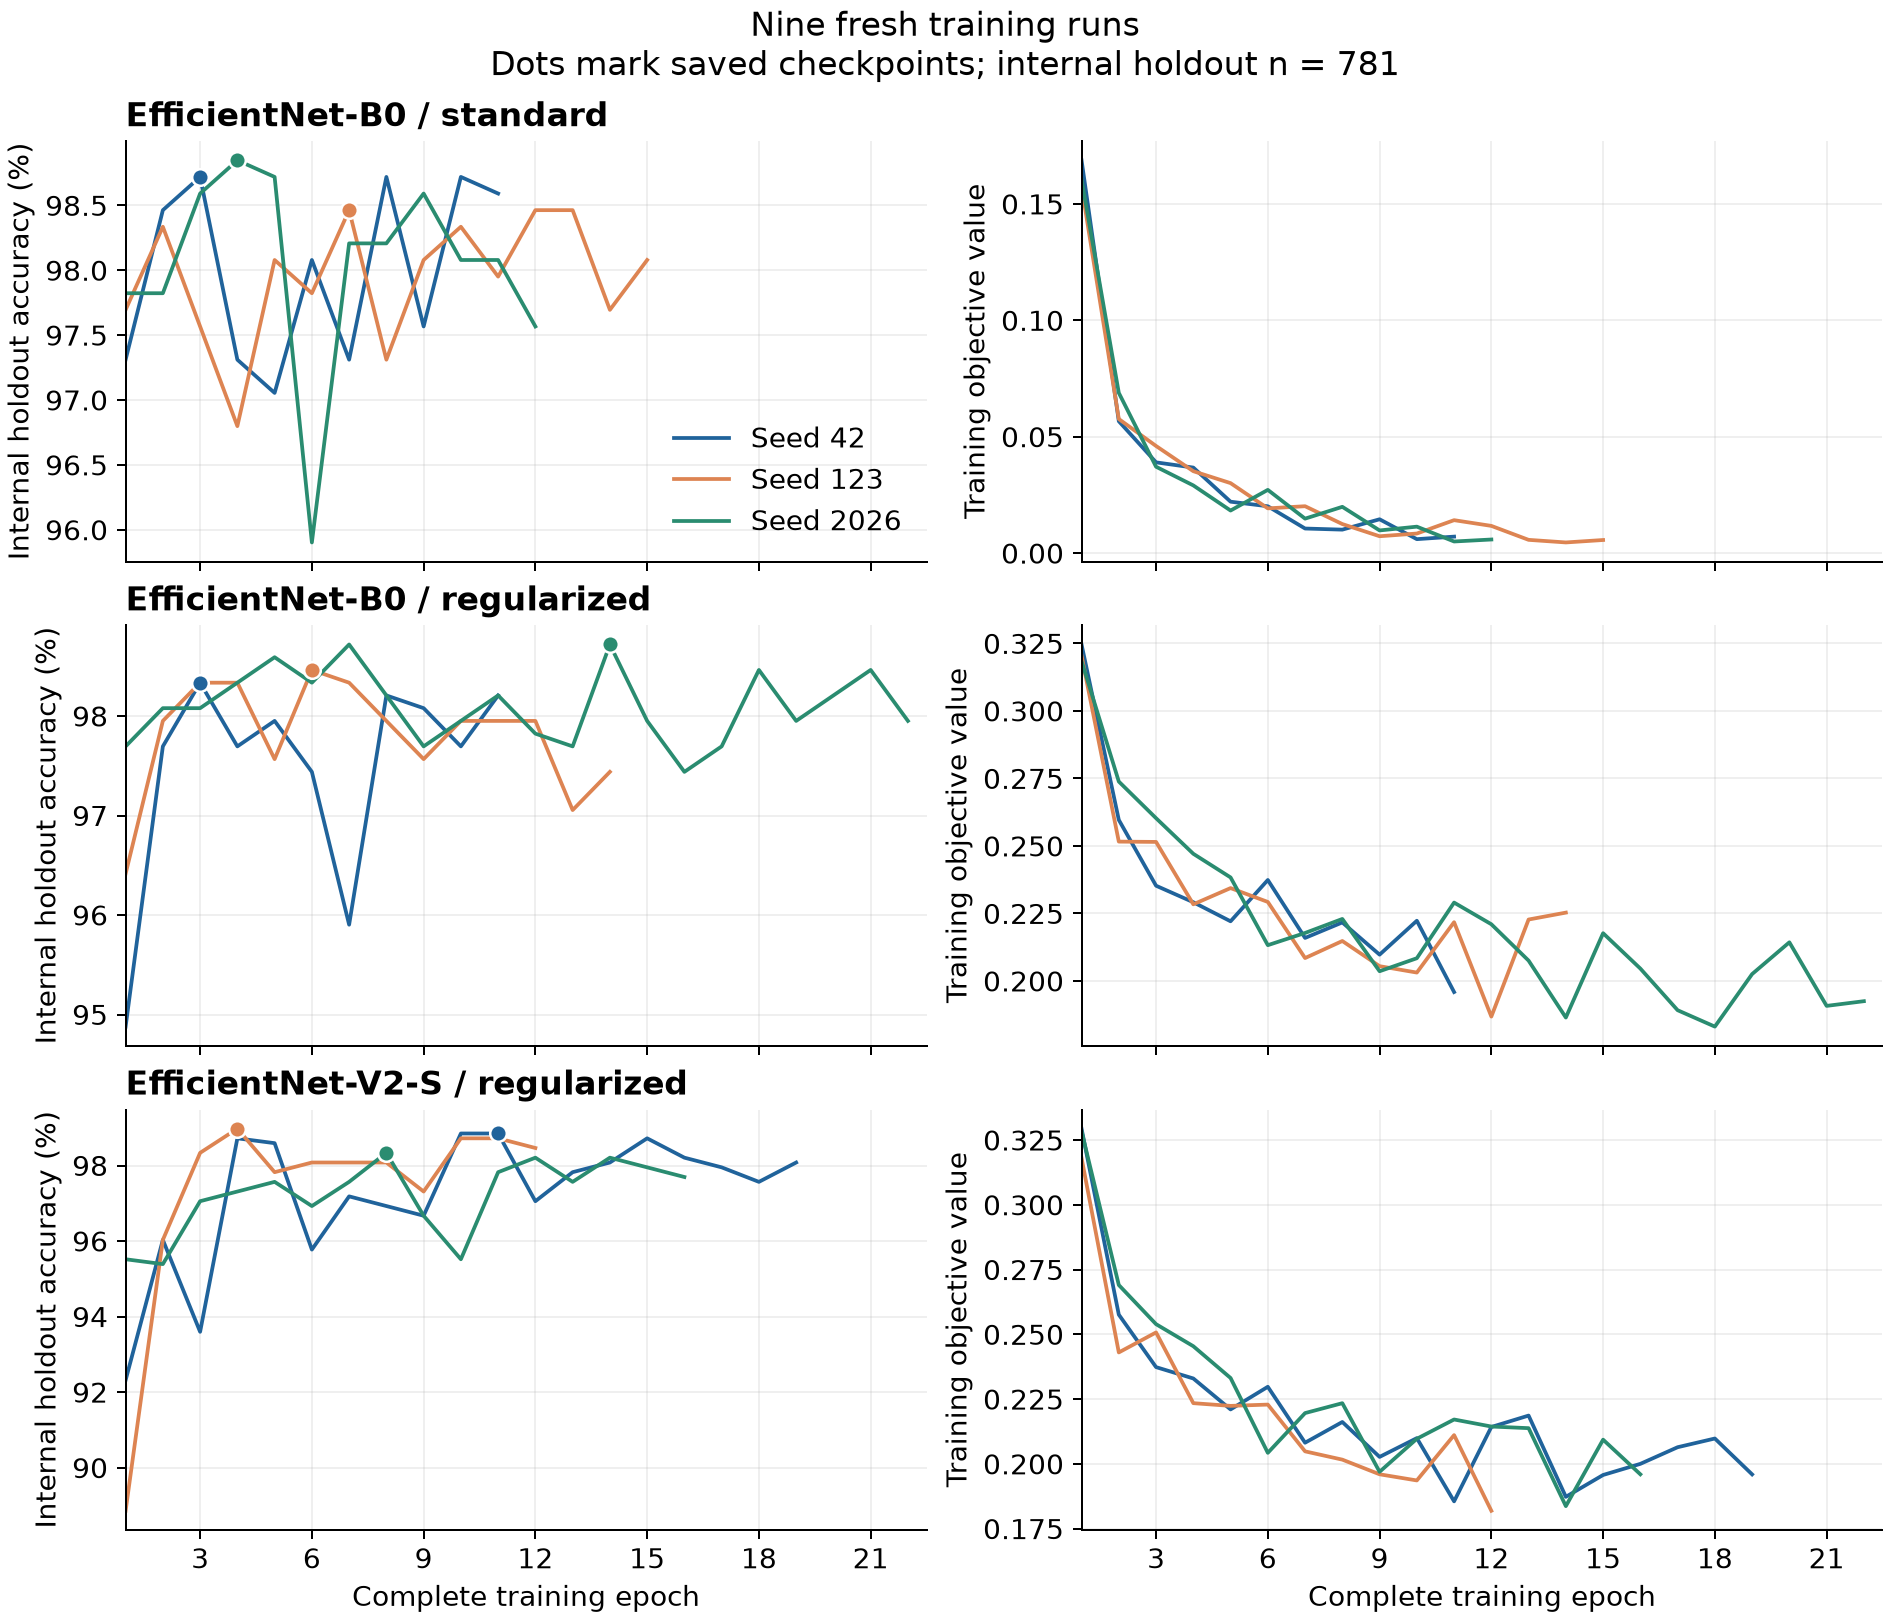 Nine fresh training runs
Dots mark saved checkpoints; internal holdout n = 781
EfficientNet-B0 / standard
Internal holdout accuracy (%)
98.5
98.0
97.5
97.0
96.5
96.0
Seed 42
Seed 123
Seed 2026
Training objective value
0.15
0.10
0.05
0.00
EfficientNet-B0 / regularized
Internal holdout accuracy (%)
98
97
96
95
Training objective value
0.325
0.300
0.275
0.250
0.225
0.200
EfficientNet-V2-S / regularized
Internal holdout accuracy (%)
98
96
94
92
90
3 6 9 12 15 18 21
Complete training epoch
Training objective value
0.325
0.300
0.275
0.250
0.225
0.200
0.175
3 6 9 12 15 18 21
Complete training epoch